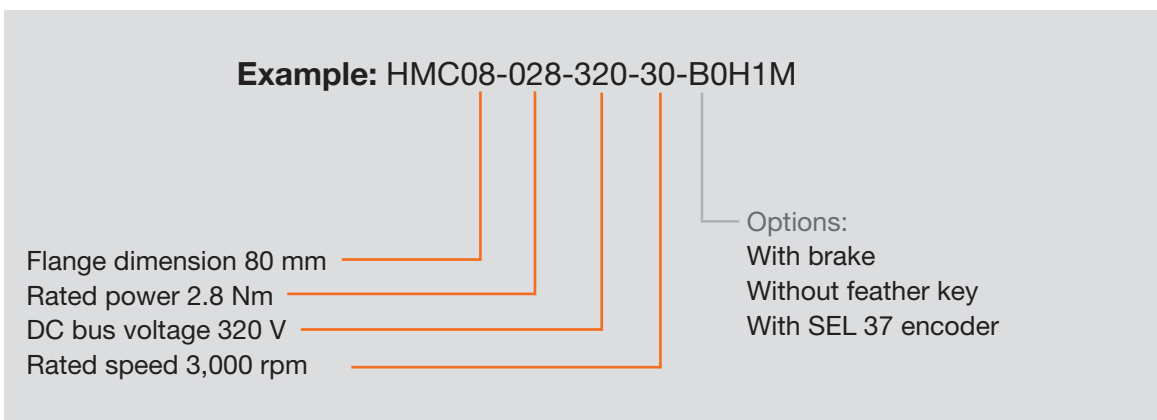 Example: HMC08-028-320-30-B0H1M
Flange dimension 80 mm
Rated power 2.8 Nm
DC bus voltage 320 V
Rated speed 3,000 rpm
Options:
With brake
Without feather key
With SEL 37 encoder